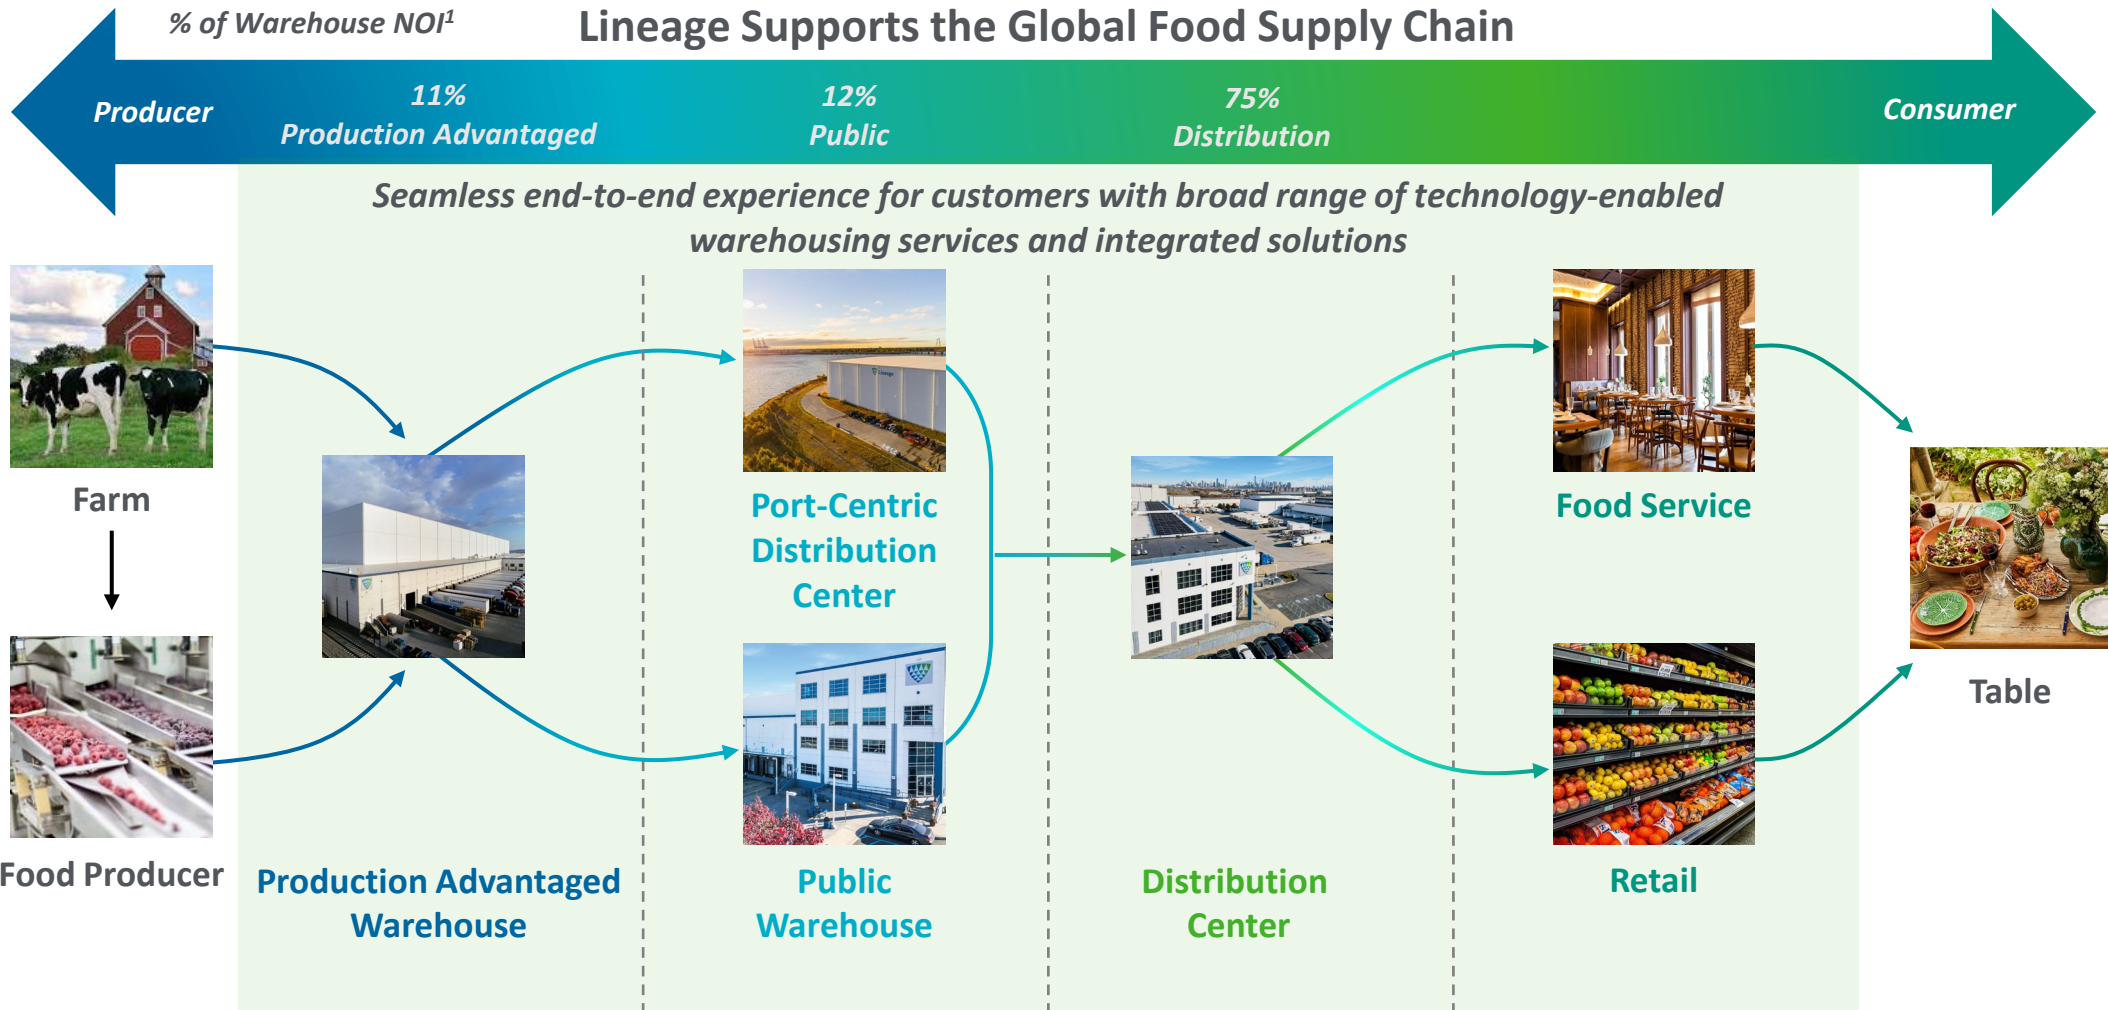 % of Warehouse NOI¹
Lineage Supports the Global Food Supply Chain
Producer
11%
Production Advantaged
12%
Public
75%
Distribution
Consumer
Seamless end-to-end experience for customers with broad range of technology-enabled
warehousing services and integrated solutions
Farm
Food Producer
Production Advantaged
Warehouse
Lineage
Port-Centric
Distribution
Center
Public
Warehouse
Distribution
Center
Food Service
Retail
Table